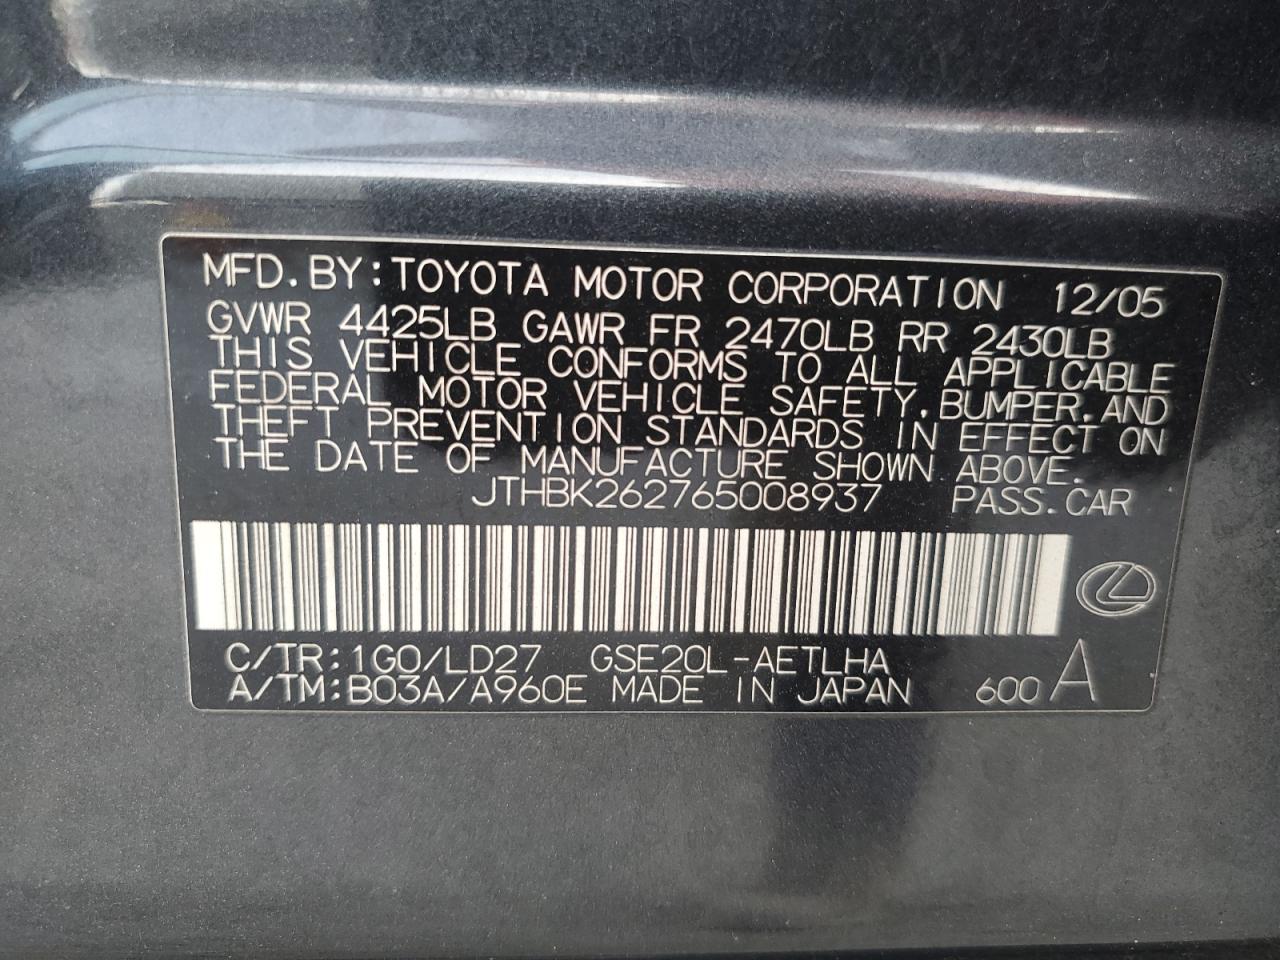 MFD. BY: TOYOTA MOTOR CORPORATION 12/05
GVWR 4425LB GAWR FR 2470LB RR 2430LB
THIS VEHICLE CONFORMS TO ALL APPLICABLE
FEDERAL MOTOR VEHICLE SAFETY, BUMPER, AND
THEFT PREVENTION STANDARDS IN EFFECT ON
THE DATE OF MANUFACTURE SHOWN ABOVE.
JTHBK262765008937 PASS. CAR
C/TR: 1G0/LD27 GSE20L-AETLHA
A/TM: B03A/A960E MADE IN JAPAN 600 A